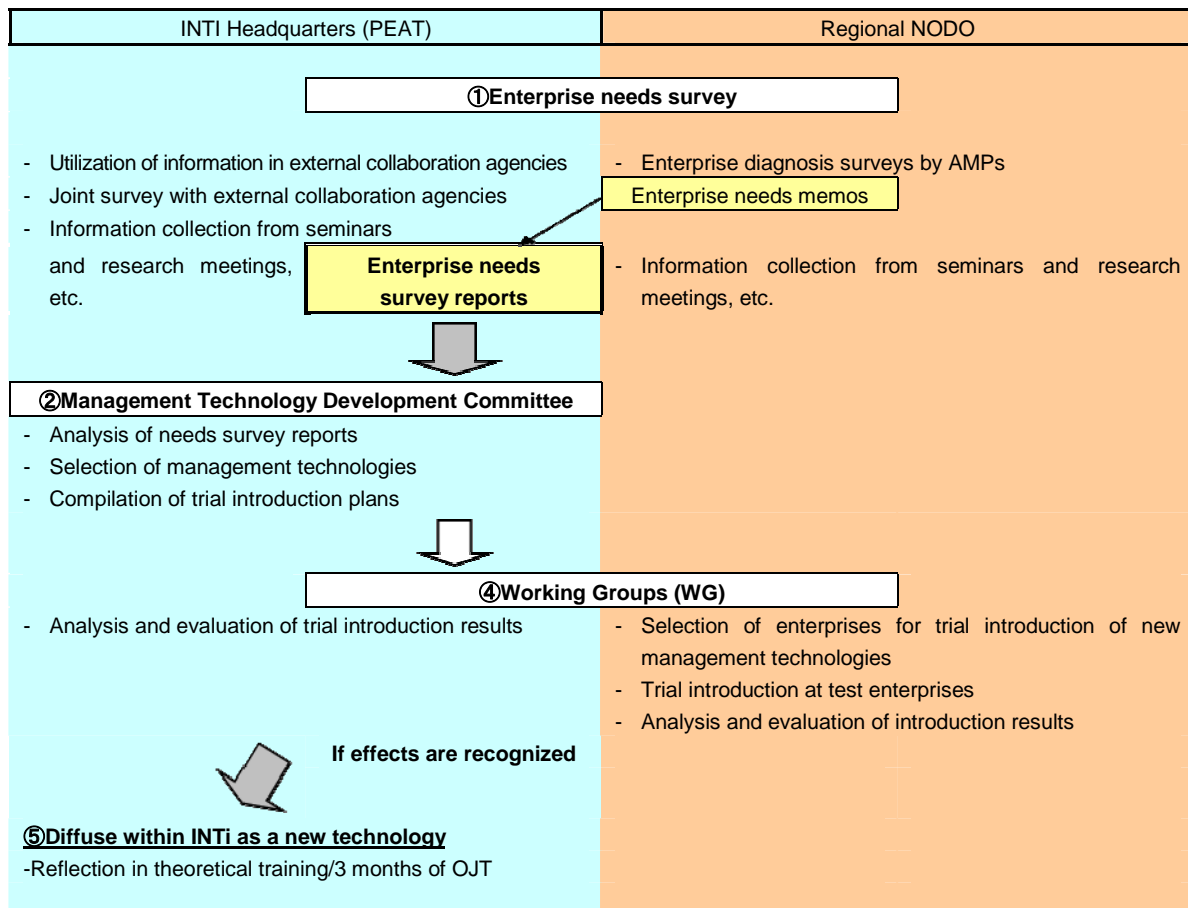 INTI Headquarters (PEAT)
Regional NODO
①Enterprise needs survey
- Utilization of information in external collaboration agencies
- Joint survey with external collaboration agencies
- Information collection from seminars
and research meetings,
etc.
- Enterprise diagnosis surveys by AMPs
Enterprise needs memos
Enterprise needs
survey reports
- Information collection from seminars and research
meetings, etc.
②Management Technology Development Committee
- Analysis of needs survey reports
- Selection of management technologies
- Compilation of trial introduction plans
④Working Groups (WG)
- Analysis and evaluation of trial introduction results
- Selection of enterprises for trial introduction of new
management technologies
- Trial introduction at test enterprises
- Analysis and evaluation of introduction results
If effects are recognized
⑤Diffuse within INTi as a new technology
-Reflection in theoretical training/3 months of OJT